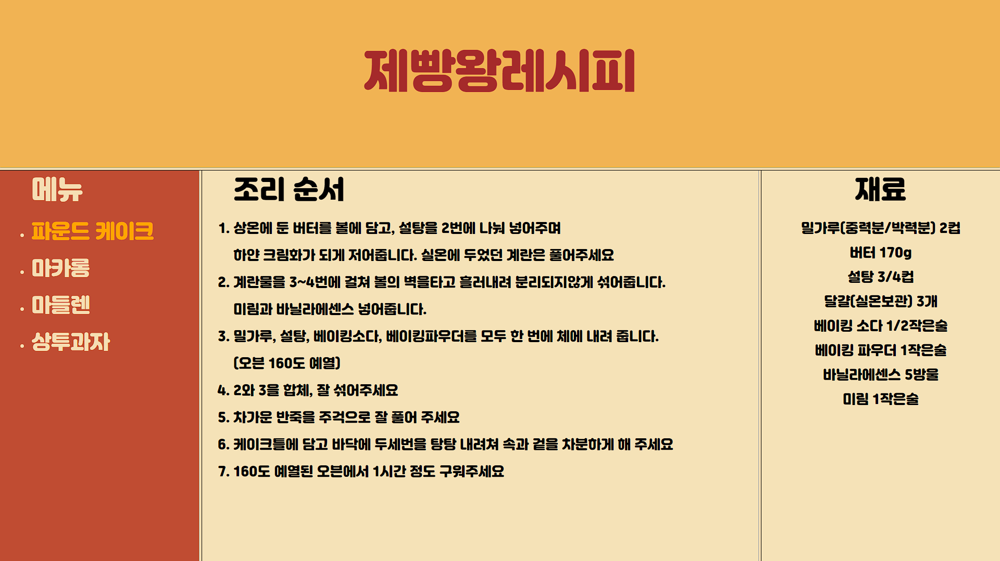 제빵왕레시피
메뉴
파운드 케이크
마카롱
마들렌
상투과자
조리 순서
1. 상온에 둔 버터를 볼에 담고, 설탕을 2번에 나눠 넣어주며
하얀 크림화가 되게 저어줍니다. 실온에 두었던 계란은 풀어주세요
2. 계란물을 3~4번에 걸쳐 볼의 벽을타고 흘러내려 분리되지않게 섞어줍니다.
미림과 바닐라에센스 넣어줍니다.
3. 밀가루, 설탕, 베이킹소다, 베이킹파우더를 모두 한 번에 체에 내려 줍니다.
(오븐 160도 예열)
4. 2와 3을 합체, 잘 섞어주세요
5. 차가운 반죽을 주걱으로 잘 풀어 주세요
6. 케이크틀에 담고 바닥에 두세번을 탕탕 내려쳐 속과 겉을 차분하게 해 주세요
7. 160도 예열된 오븐에서 1시간 정도 구워주세요
재료
밀가루(중력분/박력분) 2컵
버터 170g
설탕 3/4컵
달걀(실온보관) 3개
베이킹 소다 1/2작은술
베이킹 파우더 1작은술
바닐라에센스 5방울
미림 1작은술